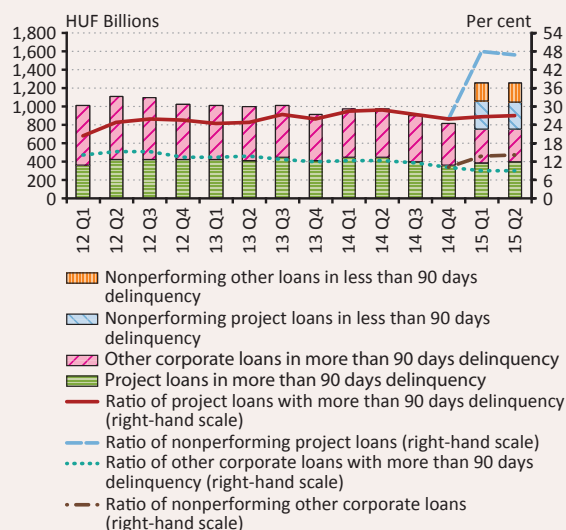 HUF Billions
Per cent
1,800
1,600
1,400
1,200
1,000
800
600
400
200
0
54
48
42
36
30
24
18
12
6
0
12 Q1
12 Q2
12 Q3
12 Q4
13 Q1
13 Q2
13 Q3
13 Q4
14 Q1
14 Q2
14 Q3
14 Q4
15 Q1
15 Q2
Nonperforming other loans in less than 90 days
delinquency
Nonperforming project loans in less than 90 days
delinquency
Other corporate loans in more than 90 days delinquency
Project loans in more than 90 days delinquency
Ratio of project loans with more than 90 days delinquency
(right-hand scale)
Ratio of nonperforming project loans (right-hand scale)
Ratio of other corporate loans with more than 90 days
delinquency (right-hand scale)
Ratio of nonperforming other corporate loans
(right-hand scale)